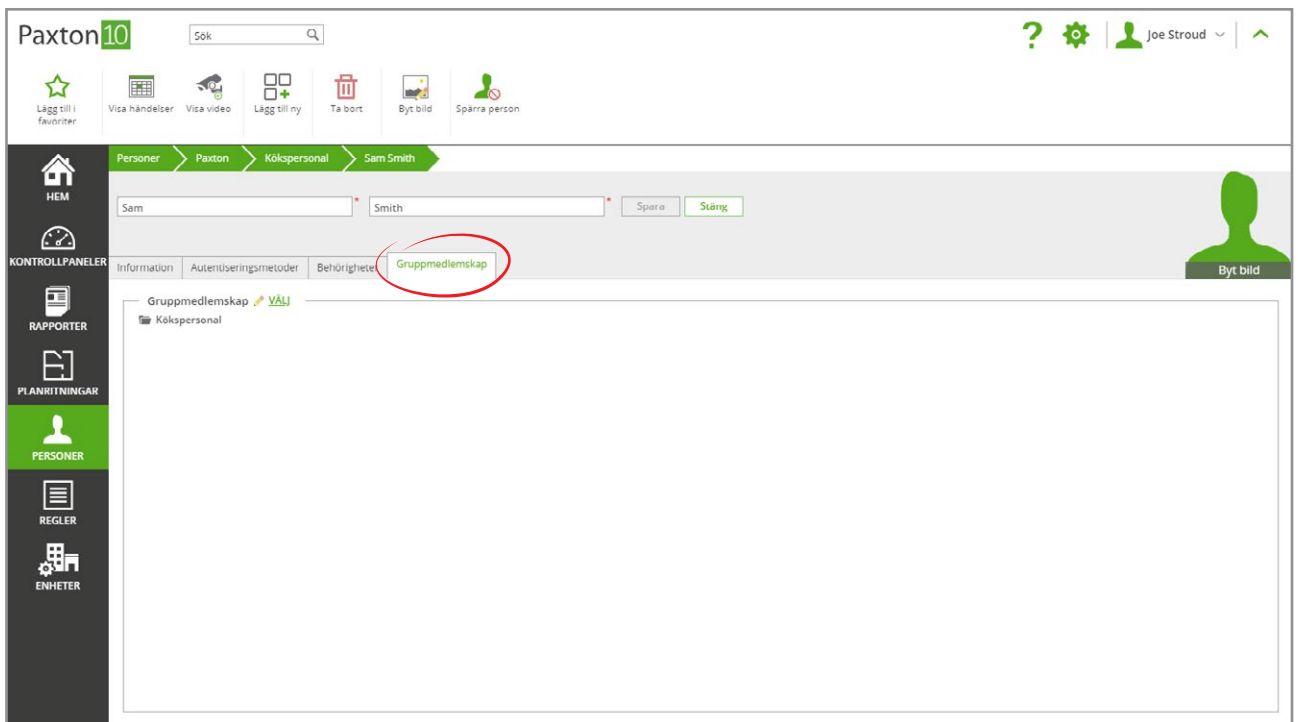 Paxton 10
Sök
? Joe Stroud
Lägg till i favoriter
Visa händelser
Visa video
Lägg till ny
Ta bort
Byt bild
Spärra person
HEM
KONTROLLPANELER
RAPPORTER
PLANRITNINGAR
PERSONER
REGLER
ENHETER
Personer Paxton Kökspersonal Sam Smith
Sam * Smith * Spara Stäng
Byt bild
Information Autentiseringsmetoder Behörigheter Gruppmedlemskap
Gruppmedlemskap VÄLJ
Kökspersonal